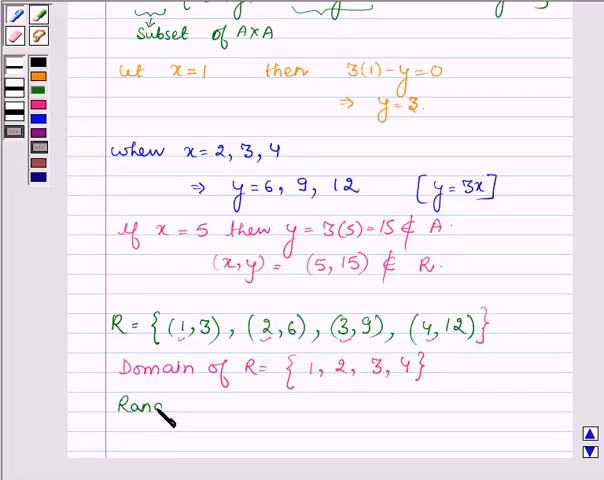 Subset of A×A
Let x=1 then 3(1)-y=0
⇒ y=3.
When x=2, 3, 4
⇒ y=6, 9, 12 [y=3x]
If x=5 then y=3(5)=15∉ A.
(x,y)= (5, 15) ∉ R.
R={(1,3), (2,6), (3,9), (4,12)}
Domain of R= { 1, 2, 3, 4}
Rang